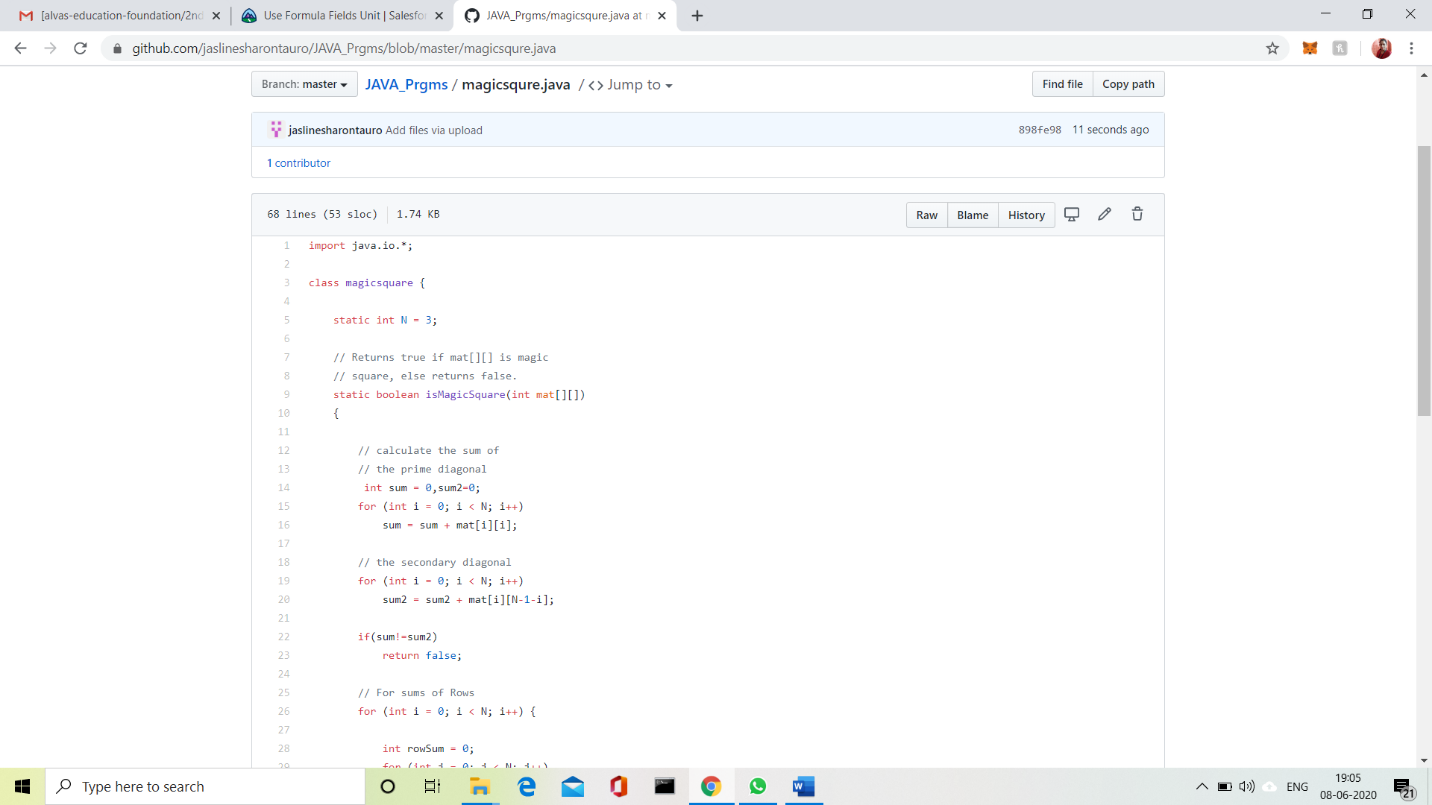 [alvas-education-foundation/2nd
Use Formula Fields Unit | Salesfo
JAVA_Prgms/magicsqure.java at
github.com/jaslinesharontauro/JAVA_Prgms/blob/master/magicsqure.java
Branch: master JAVA_Prgms / magicsqure.java / <> Jump to Find file Copy path
jaslinesharontauro Add files via upload 898fe98 11 seconds ago
1 contributor
68 lines (53 sloc) 1.74 KB Raw Blame History
1 import java.io.*;
2
3 class magicsquare {
4
5 static int N = 3;
6
7 // Returns true if mat[][] is magic
8 // square, else returns false.
9 static boolean isMagicSquare(int mat[][])
10 {
11
12 // calculate the sum of
13 // the prime diagonal
14 int sum = 0,sum2=0;
15 for (int i = 0; i < N; i++)
16 sum = sum + mat[i][i];
17
18 // the secondary diagonal
19 for (int i = 0; i < N; i++)
20 sum2 = sum2 + mat[i][N-1-i];
21
22 if(sum!=sum2)
23 return false;
24
25 // For sums of Rows
26 for (int i = 0; i < N; i++) {
27
28 int rowSum = 0;
29 for (int j = 0; j < N; j++)
Type here to search
ENG
19:05
08-06-2020
21